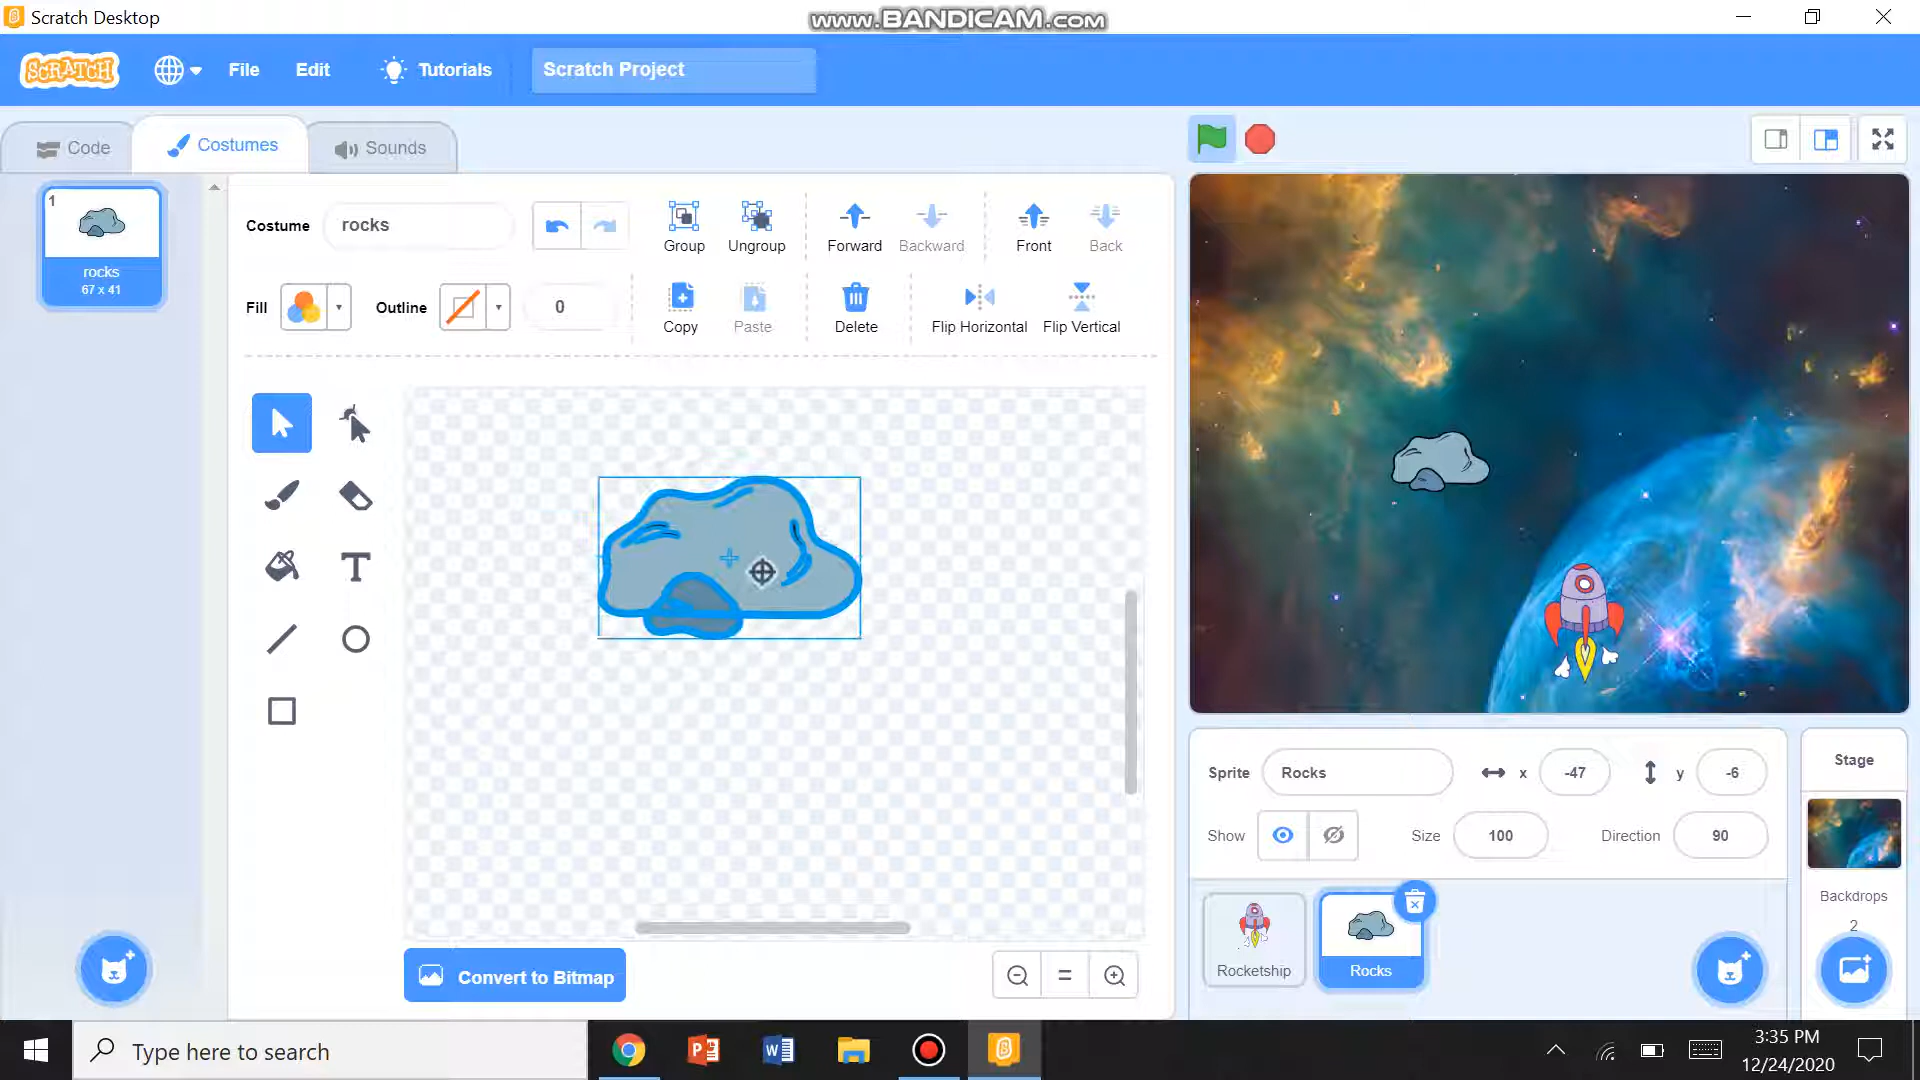 Scratch Desktop
www.BANDICAM.com
SCRATCH
File
Edit
Tutorials
Scratch Project
Code
Costumes
Sounds
1
rocks
67 x 41
Costume
rocks
Group
Ungroup
Forward
Backward
Front
Back
Fill
Outline
0
Copy
Paste
Delete
Flip Horizontal
Flip Vertical
T
Convert to Bitmap
Sprite
Rocks
x
-47
y
-6
Show
Size
100
Direction
90
Rocketship
Rocks
Stage
Backdrops
2
Type here to search
3:35 PM
12/24/2020